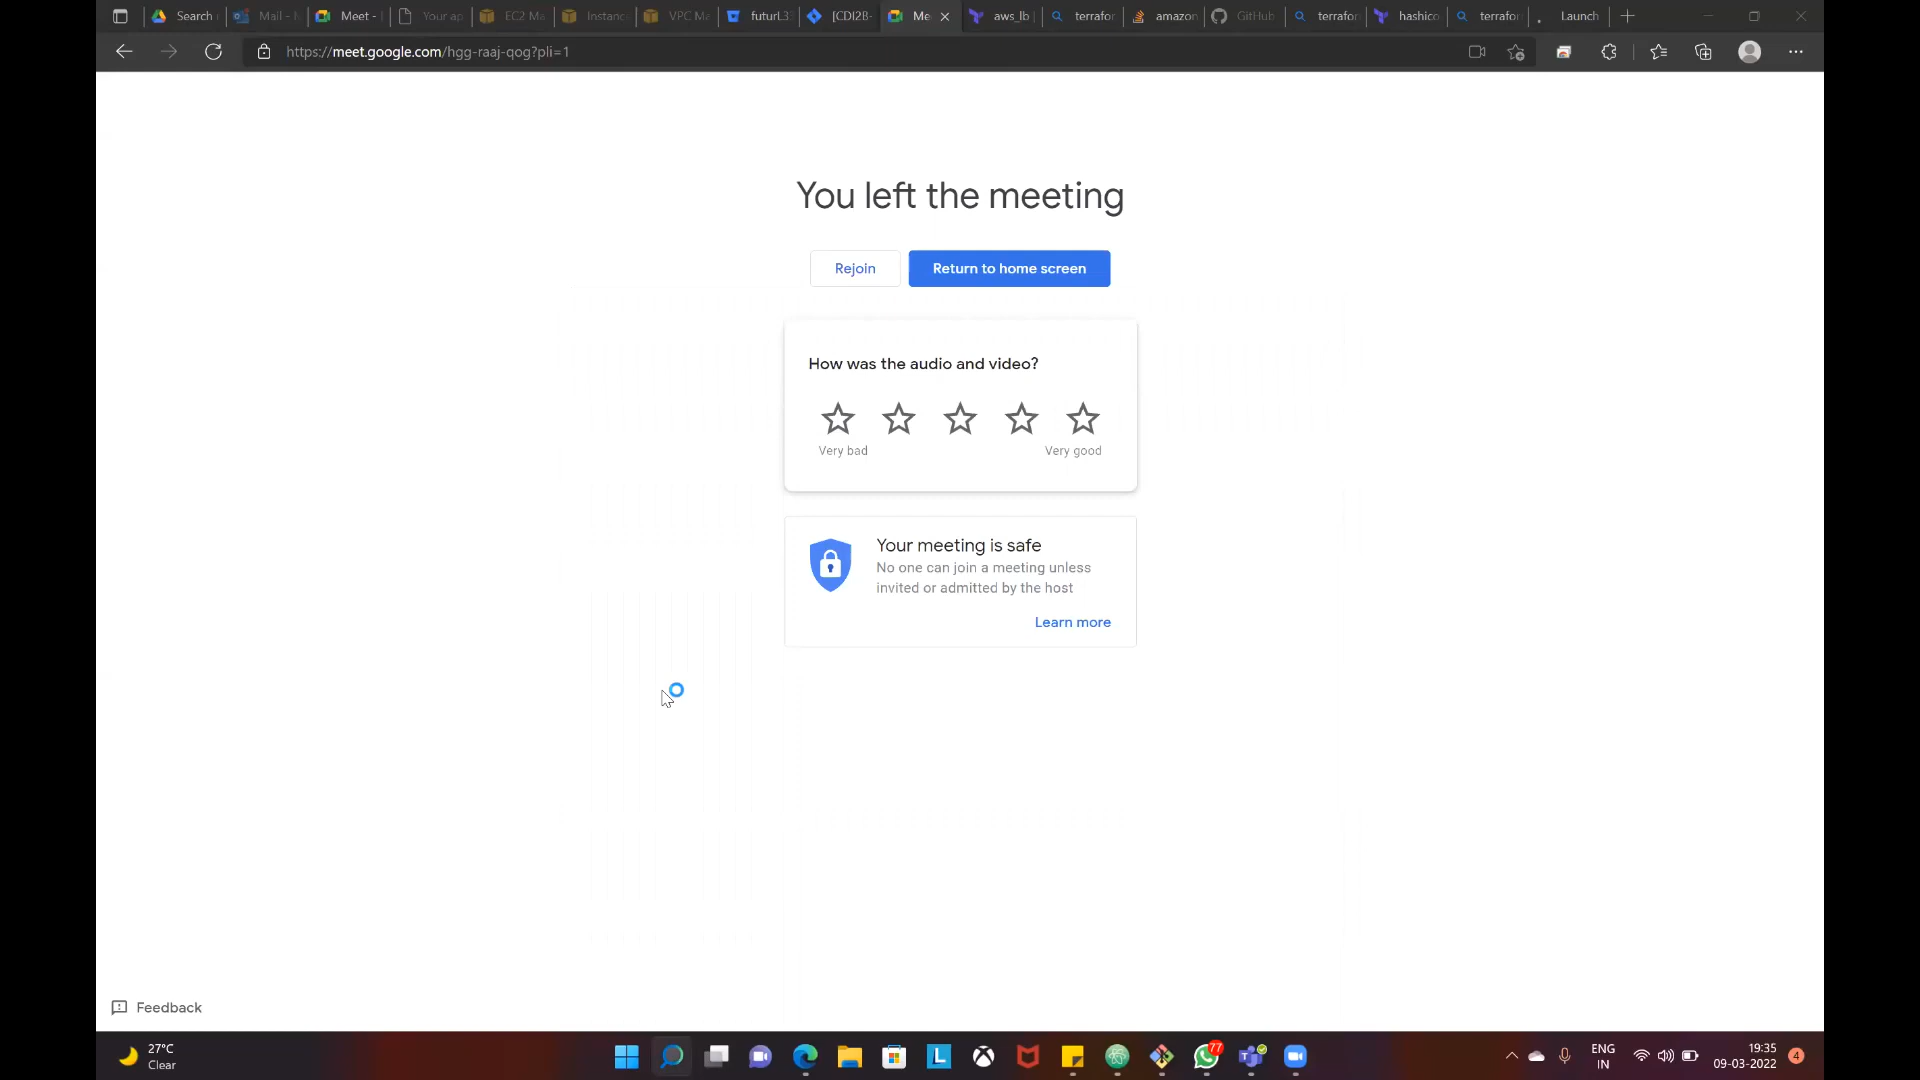 Search
Mail - N
Meet -
Your ap
EC2 Ma
Instanc
VPC Ma
futurL3
[CDI2B-
Me
aws_lb
terrafor
amazon
GitHub
terrafor
hashico
terrafor
Launch
https://meet.google.com/hgg-raaj-qog?pli=1
You left the meeting
Rejoin
Return to home screen
How was the audio and video?
Very bad
Very good
Your meeting is safe
No one can join a meeting unless
invited or admitted by the host
Learn more
Feedback
27°C
Clear
77
ENG
IN
19:35
09-03-2022
4